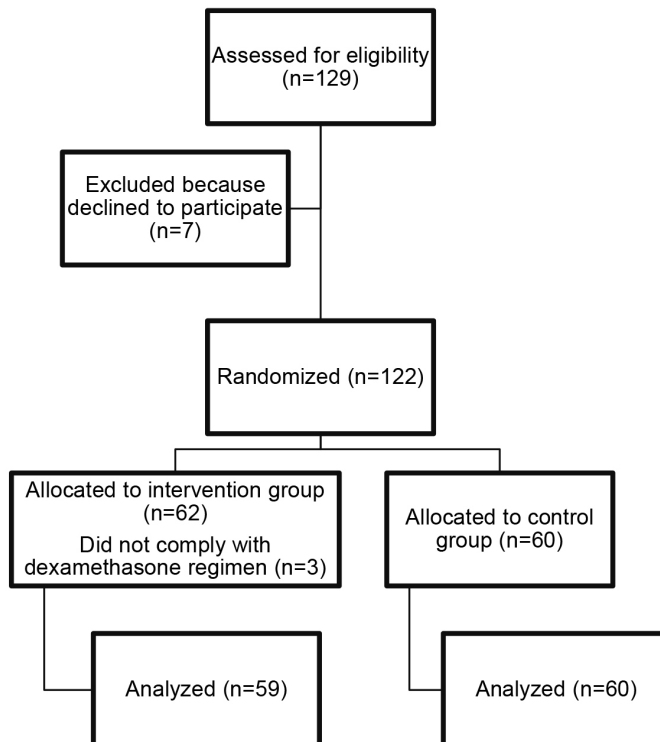 Assessed for eligibility
(n=129)
Excluded because
declined to participate
(n=7)
Randomized (n=122)
Allocated to intervention group
(n=62)
Did not comply with
dexamethasone regimen (n=3)
Allocated to control
group (n=60)
Analyzed (n=59)
Analyzed (n=60)